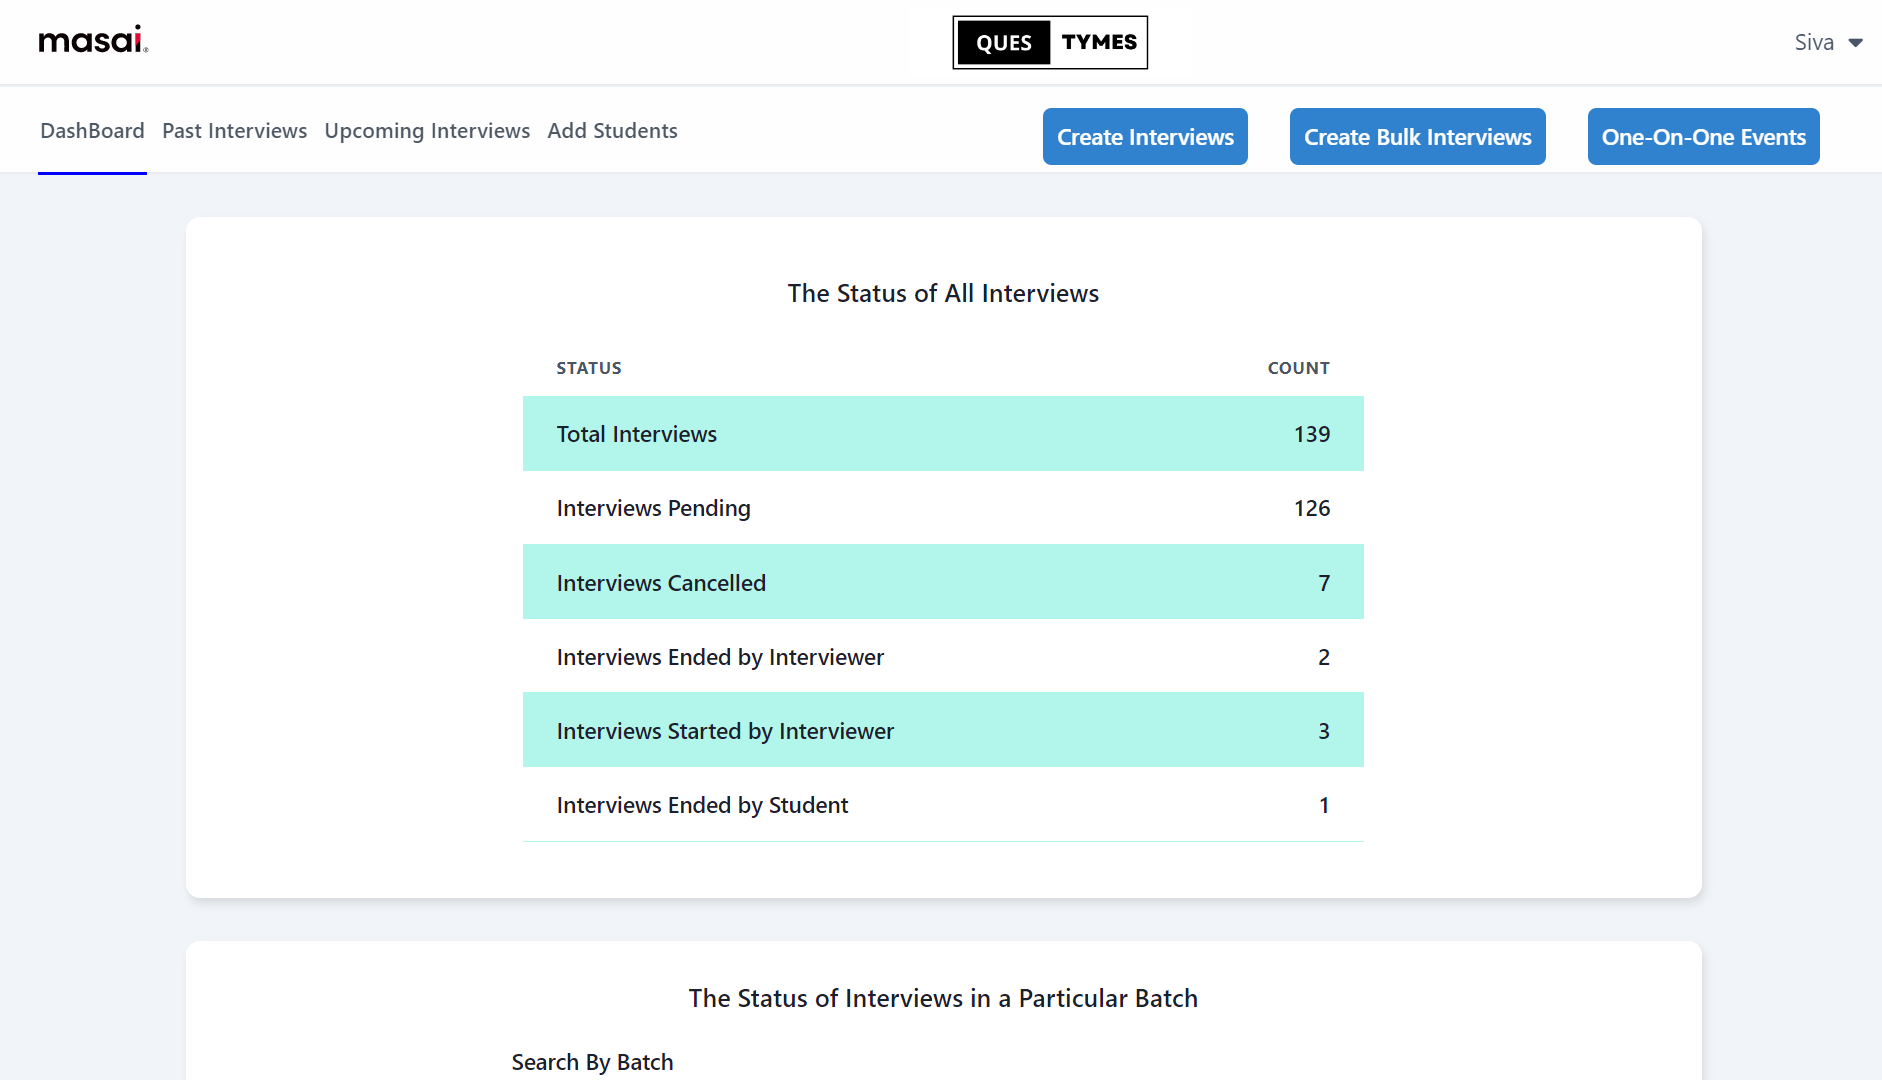 masai.
QUES TYMES
Siva
DashBoard Past Interviews Upcoming Interviews Add Students
Create Interviews Create Bulk Interviews One-On-One Events
The Status of All Interviews
STATUS COUNT
Total Interviews 139
Interviews Pending 126
Interviews Cancelled 7
Interviews Ended by Interviewer 2
Interviews Started by Interviewer 3
Interviews Ended by Student 1
The Status of Interviews in a Particular Batch
Search By Batch